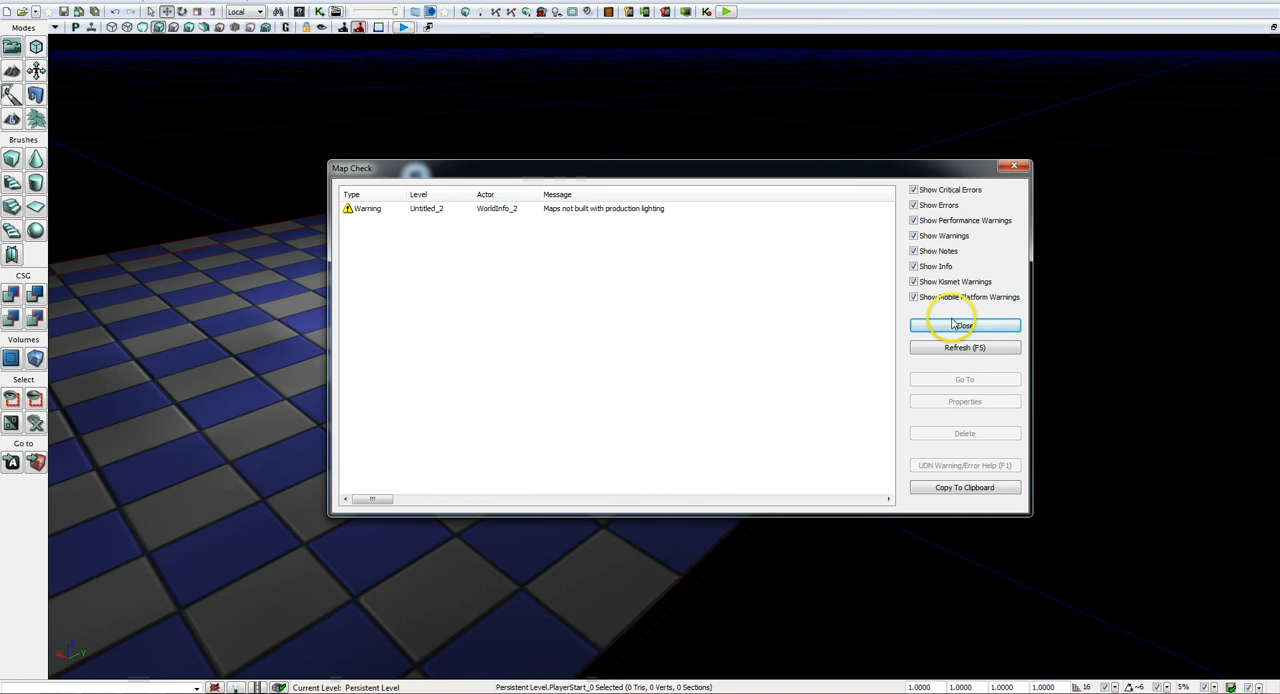 Local
Modes
P
G
Brushes
CSG
Volumes
Select
Go to
Map Check
Type Level Actor Message
Warning Untitled_2 WorldInfo_2 Maps not built with production lighting
Show Critical Errors
Show Errors
Show Performance Warnings
Show Warnings
Show Notes
Show Info
Show Kismet Warnings
Show Mobile Platform Warnings
Close
Refresh (F5)
Go To
Properties
Delete
UDN Warning/Error Help (F1)
Copy To Clipboard
Z
Y
Current Level: Persistent Level Persistent Level.PlayerStart_0 Selected (0 Tris, 0 Verts, 0 Sections) 1.0000 1.0000 1.0000 1.0000 16 ~6 5%